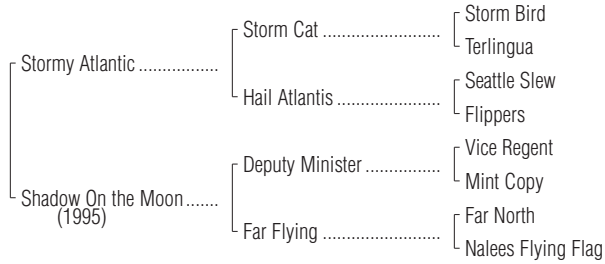 Storm Bird
Storm Cat ........................
Terlingua
Stormy Atlantic .................
Seattle Slew
Hail Atlantis .....................
Flippers
Vice Regent
Deputy Minister ...............
Mint Copy
Shadow On the Moon .......
(1995)
Far North
Far Flying ........................
Nalees Flying Flag